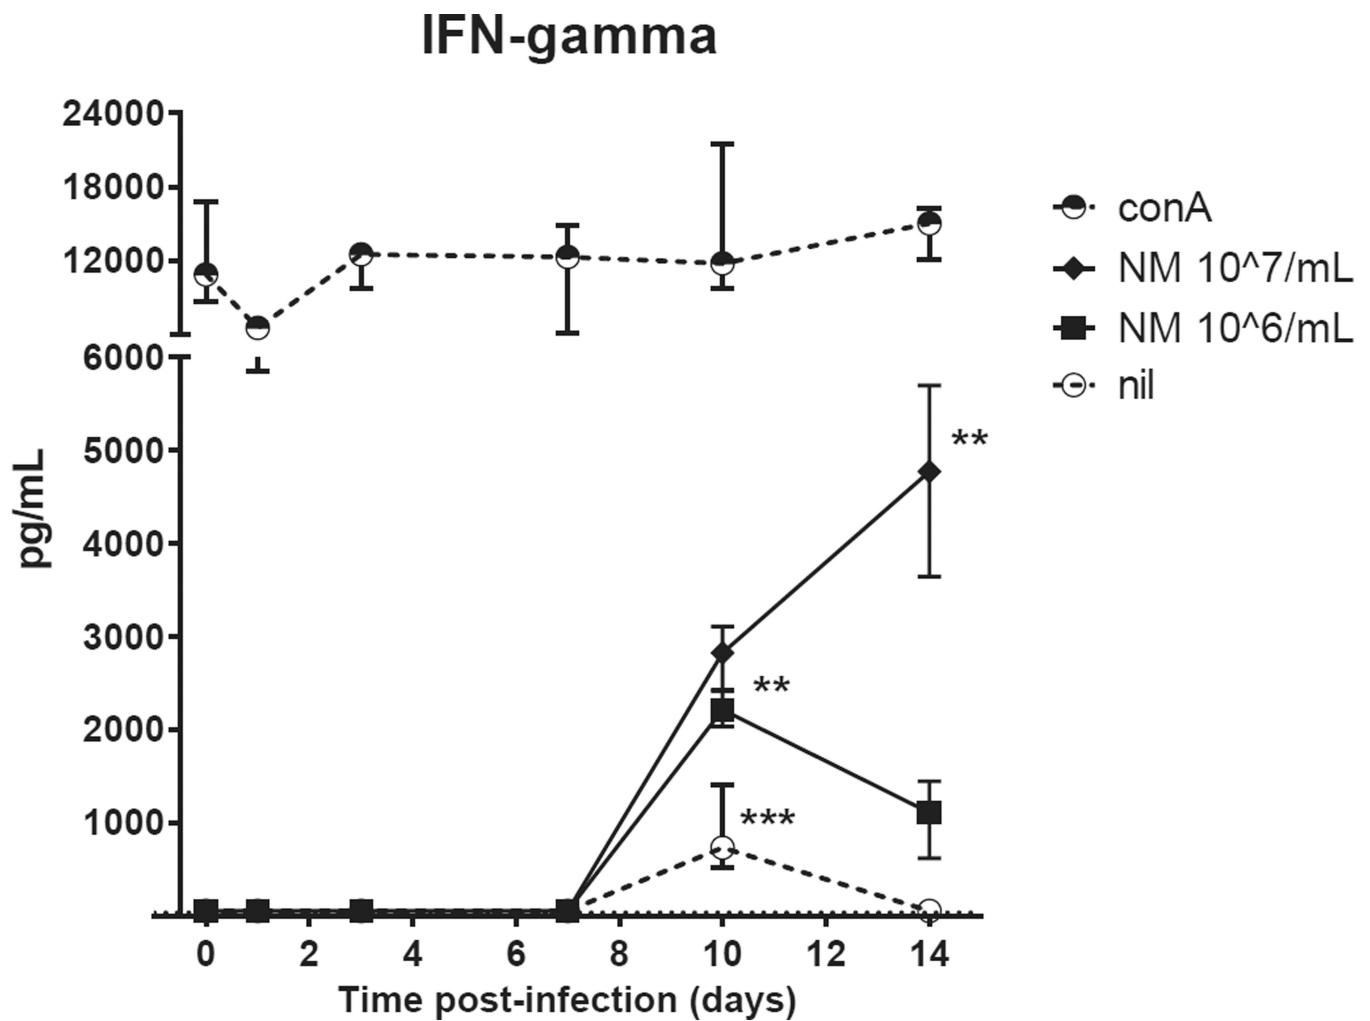 IFN-gamma
24000
18000
12000
6000
5000
4000
3000
2000
1000
pg/mL
**
**
***
0 2 4 6 8 10 12 14
Time post-infection (days)
conA
NM 10^7/mL
NM 10^6/mL
nil